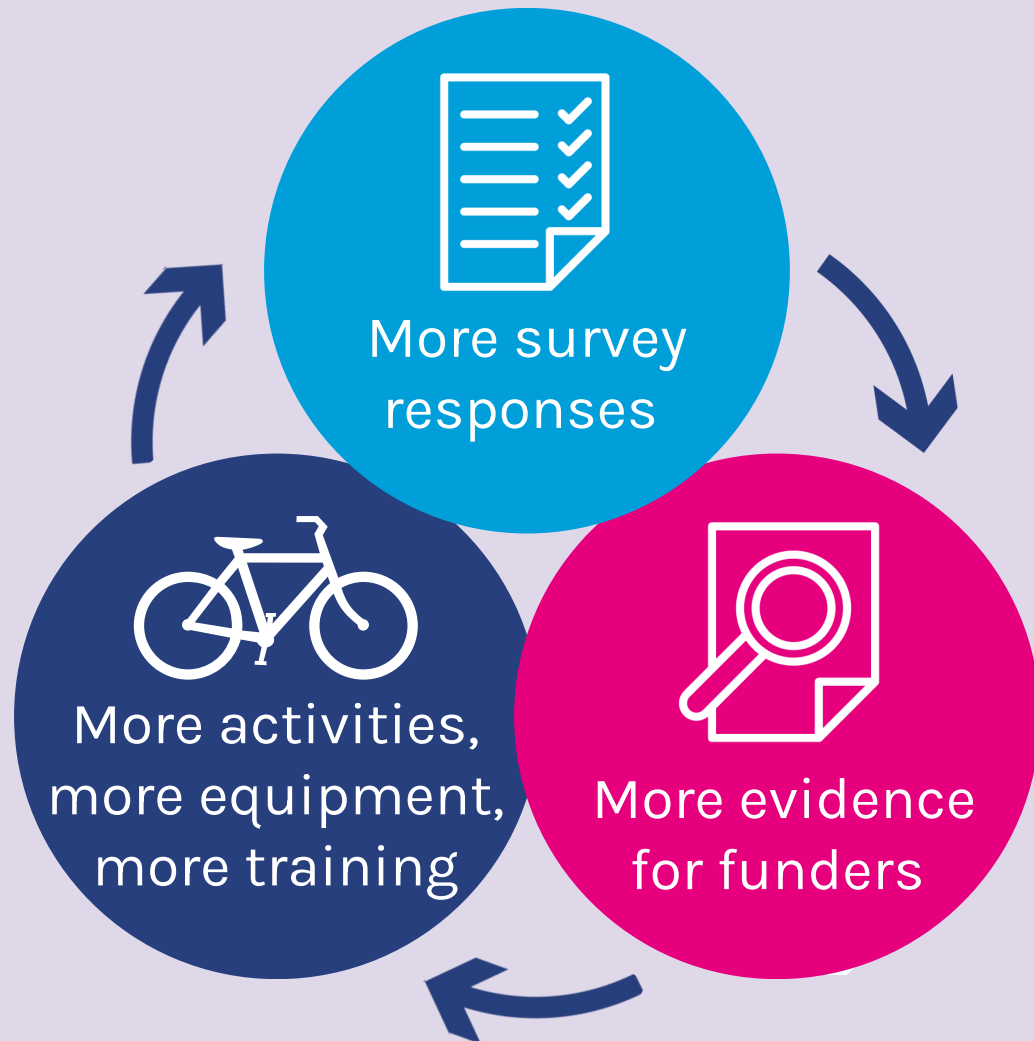 More survey
responses
More activities,
more equipment,
more training
More evidence
for funders